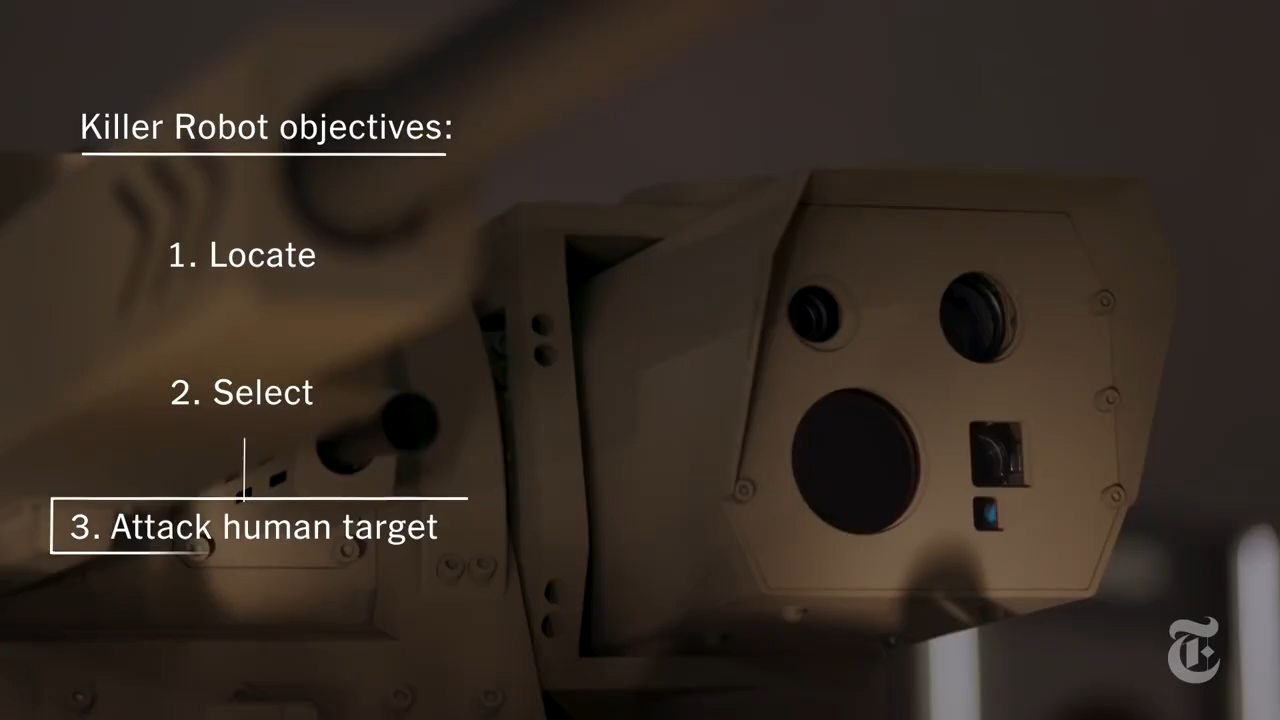 Killer Robot objectives:
1. Locate
2. Select
3. Attack human target